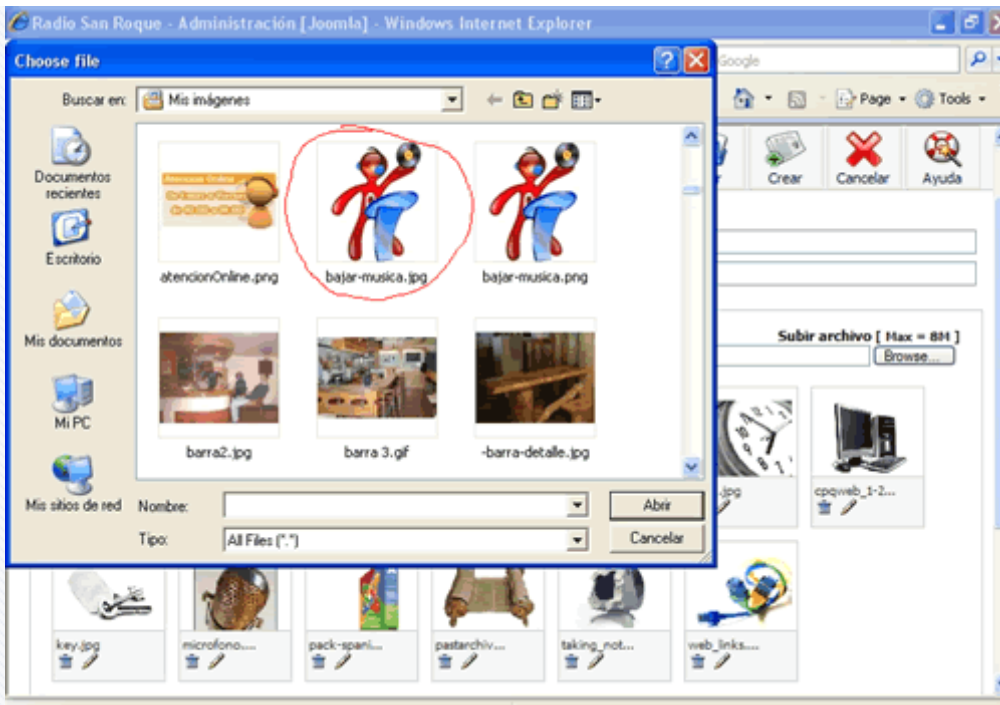 Radio San Roque - Administración [Joomla] - Windows Internet Explorer
Choose file
Google
Buscar en:
Mis imágenes
Page
Tools
Documentos
recientes
Escritorio
Mis documentos
Mi PC
Mis sitios de red
atencionOnline.png
bajar-musica.jpg
bajar-musica.png
barra2.jpg
barra 3.gif
-barra-detalle.jpg
Nombre:
Abrir
Tipo:
All Files (*.*)
Cancelar
Crear
Cancelar
Ayuda
Subir archivo [ Max = 8M ]
Browse...
.jpg
cpqweb_1-2...
key.jpg
microfono....
pack-spani...
pastarchiv...
taking_not...
web_links....